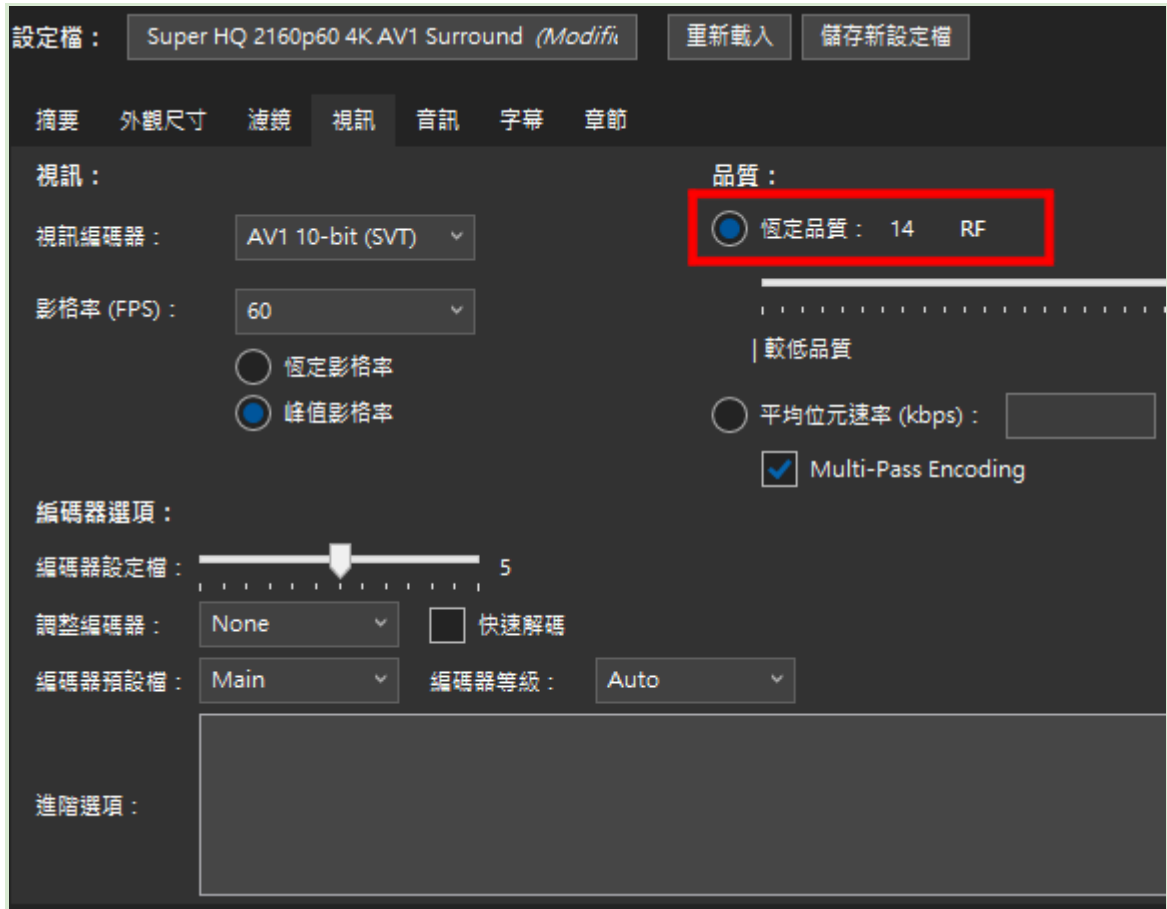 設定檔： Super HQ 2160p60 4K AV1 Surround (Modifi 重新載入 儲存新設定檔
摘要 外觀尺寸 濾鏡 視訊 音訊 字幕 章節
視訊： 品質：
視訊編碼器： AV1 10-bit (SVT) 恆定品質： 14 RF
影格率 (FPS)： 60
| 較低品質
恆定影格率
峰值影格率 平均位元速率 (kbps)：
Multi-Pass Encoding
編碼器選項：
編碼器設定檔： 5
調整編碼器： None 快速解碼
編碼器預設檔： Main 編碼器等級： Auto
進階選項：